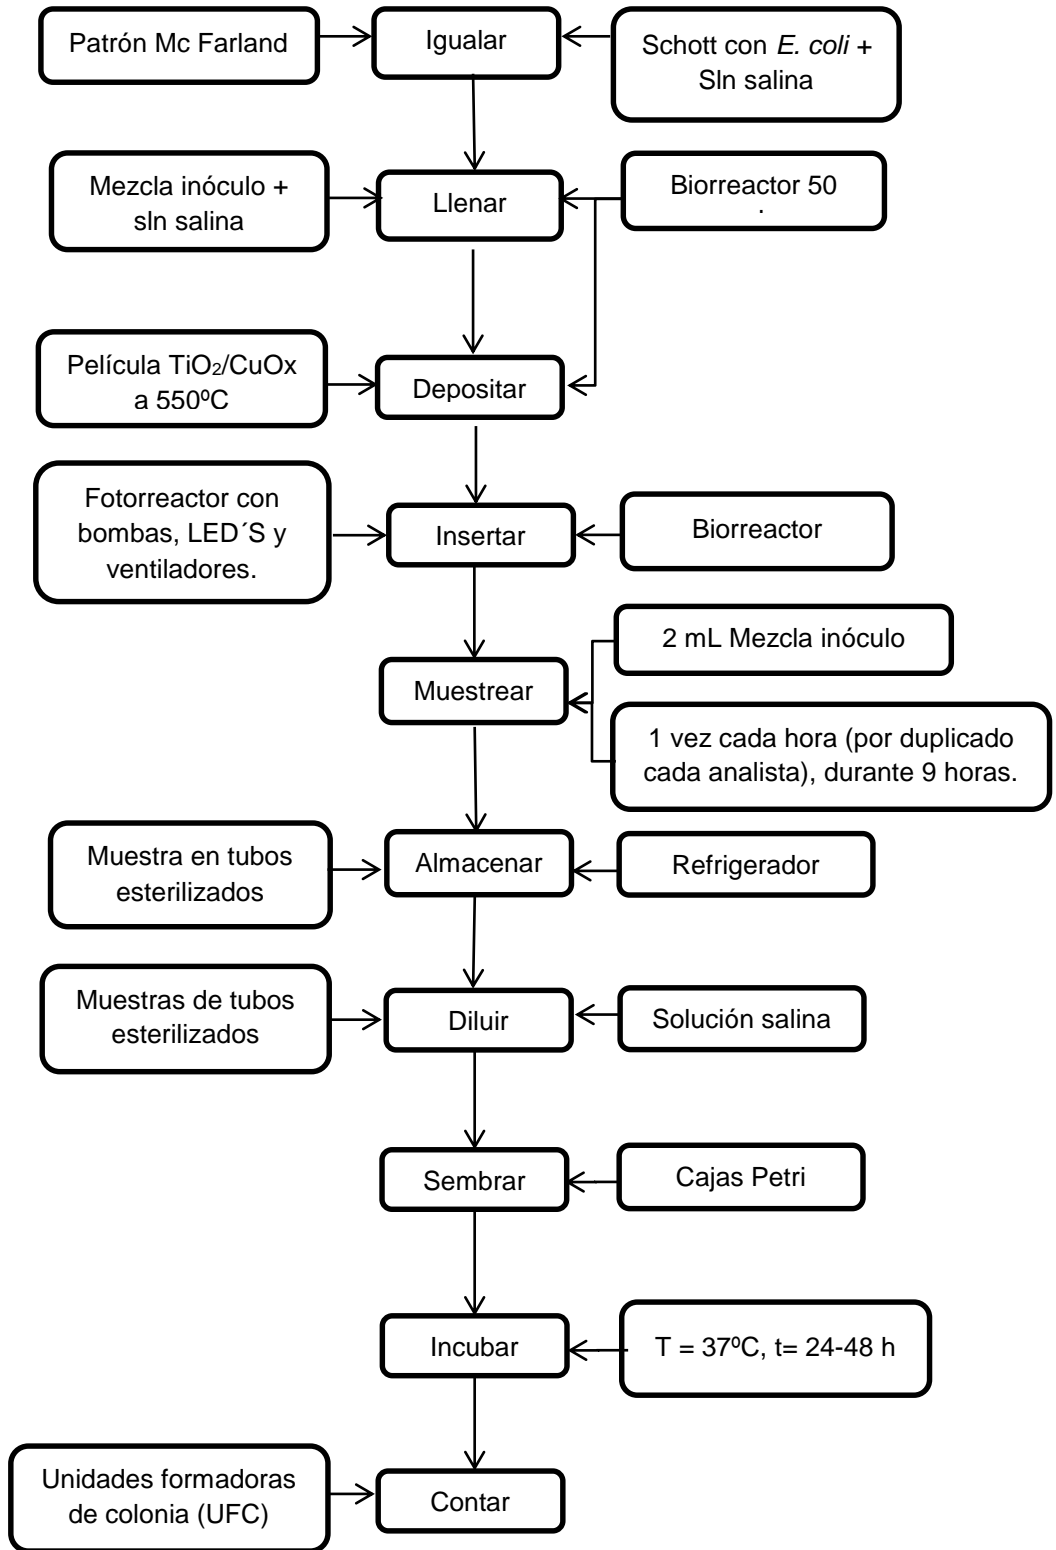 Patrón Mc Farland
Igualar
Schott con E. coli +
Sln salina
Mezcla inóculo +
sln salina
Llenar
Biorreactor 50
Película TiO₂/CuOx
a 550ºC
Depositar
Fotorreactor con
bombas, LED´S y
ventiladores.
Insertar
Biorreactor
2 mL Mezcla inóculo
Muestrear
1 vez cada hora (por duplicado
cada analista), durante 9 horas.
Muestra en tubos
esterilizados
Almacenar
Refrigerador
Muestras de tubos
esterilizados
Diluir
Solución salina
Sembrar
Cajas Petri
Incubar
T = 37ºC, t= 24-48 h
Unidades formadoras
de colonia (UFC)
Contar